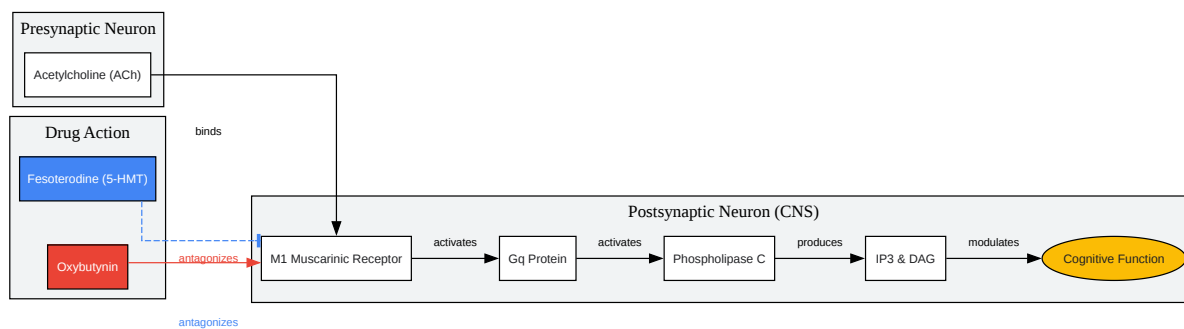 Presynaptic Neuron
Acetylcholine (ACh)
Drug Action
binds
Fesoterodine (5-HMT)
Postsynaptic Neuron (CNS)
Oxybutynin
antagonizes
M1 Muscarinic Receptor
activates
Gq Protein
activates
Phospholipase C
produces
IP3 & DAG
modulates
Cognitive Function
antagonizes